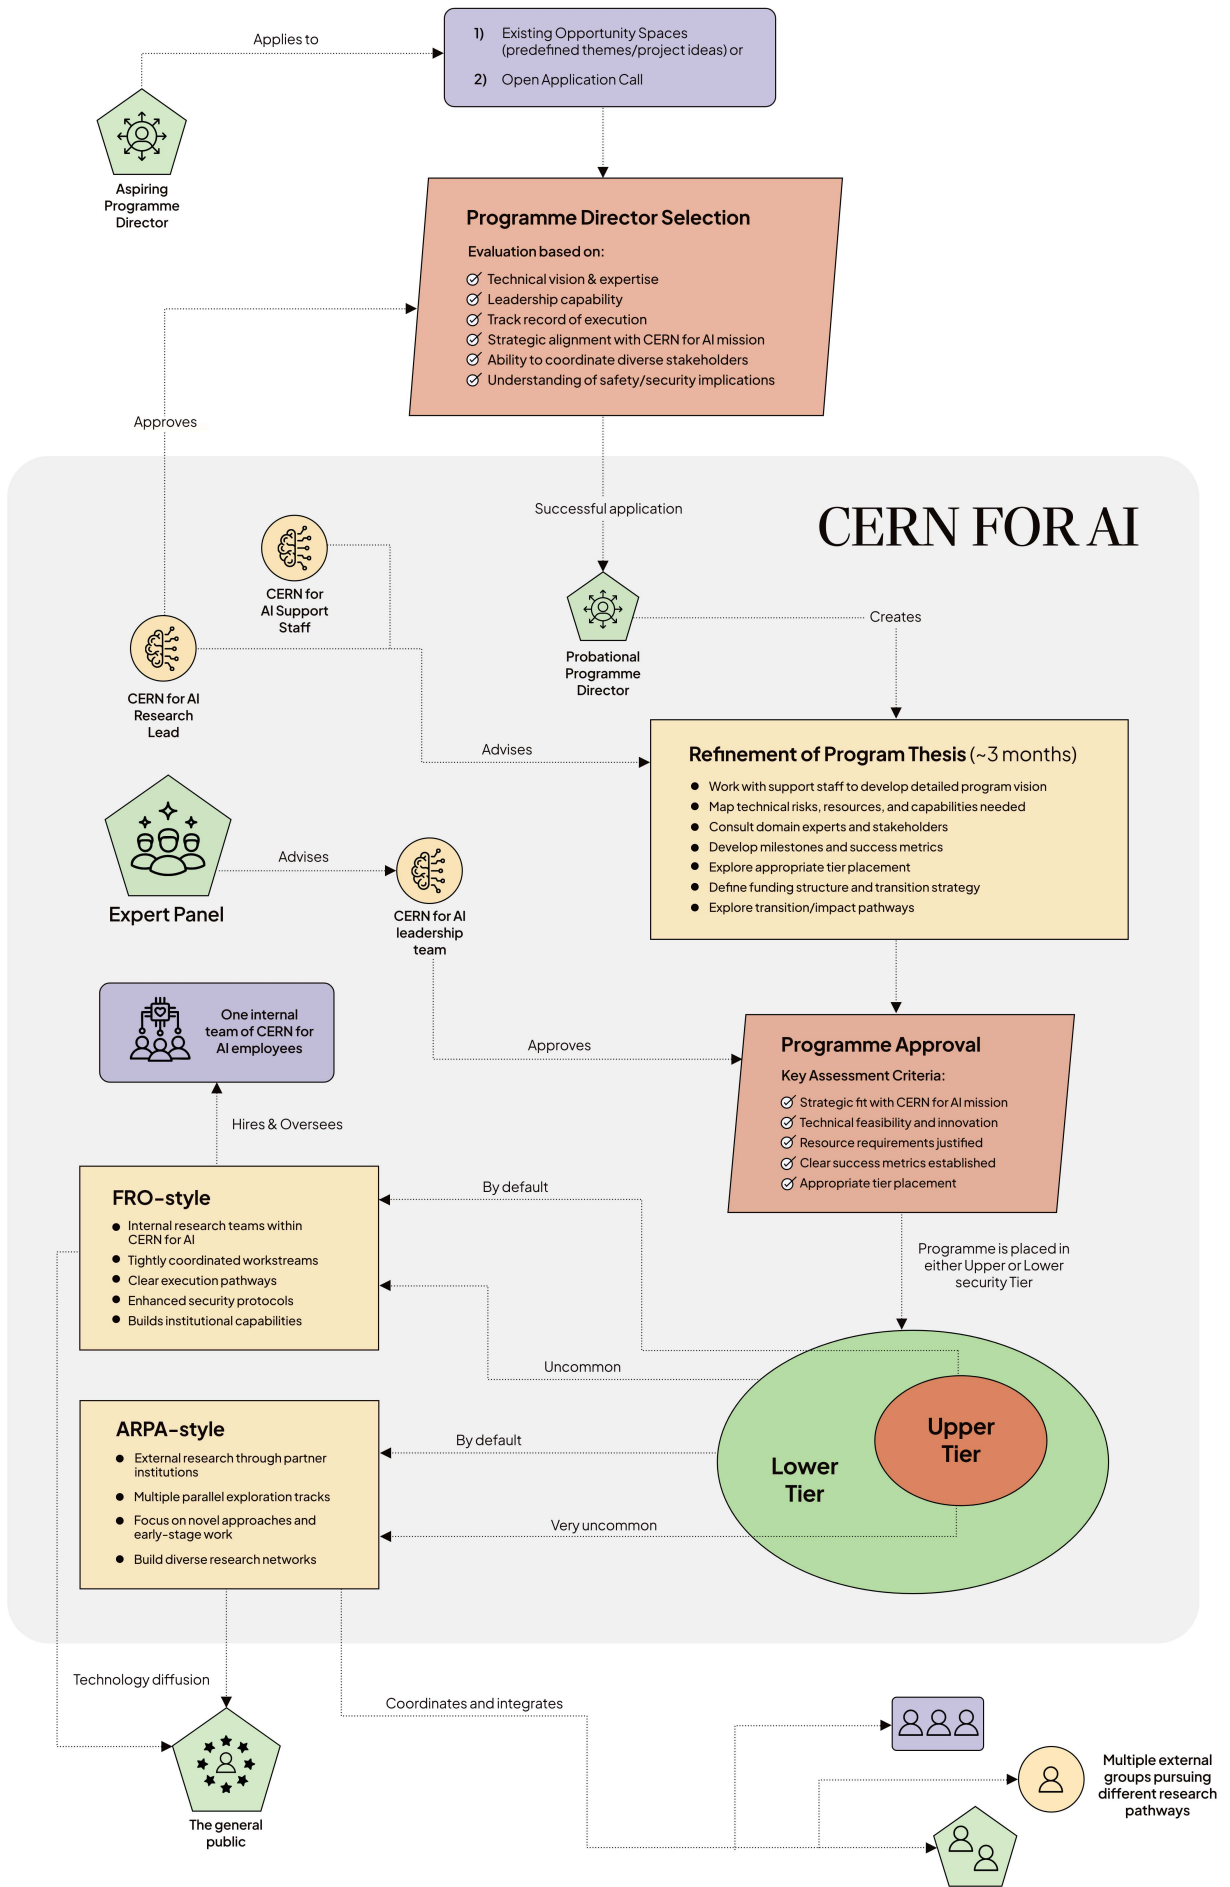 Applies to
1) Existing Opportunity Spaces
(predefined themes/project ideas) or
2) Open Application Call
Aspiring
Programme
Director
Programme Director Selection
Evaluation based on:
Technical vision & expertise
Leadership capability
Track record of execution
Strategic alignment with CERN for AI mission
Ability to coordinate diverse stakeholders
Understanding of safety/security implications
Approves
Successful application
CERN FOR AI
CERN for
AI Support
Staff
Creates
Probational
Programme
Director
CERN for AI
Research
Lead
Advises
Refinement of Program Thesis (~3 months)
● Work with support staff to develop detailed program vision
● Map technical risks, resources, and capabilities needed
● Consult domain experts and stakeholders
● Develop milestones and success metrics
● Explore appropriate tier placement
● Define funding structure and transition strategy
● Explore transition/impact pathways
Expert Panel
Advises
CERN for AI
leadership
team
One internal
team of CERN for
AI employees
Approves
Programme Approval
Key Assessment Criteria:
Strategic fit with CERN for AI mission
Technical feasibility and innovation
Resource requirements justified
Clear success metrics established
Appropriate tier placement
Hires & Oversees
FRO-style
● Internal research teams within
CERN for AI
● Tightly coordinated workstreams
● Clear execution pathways
● Enhanced security protocols
● Builds institutional capabilities
By default
Programme is placed in
either Upper or Lower
security Tier
Uncommon
ARPA-style
● External research through partner
institutions
● Multiple parallel exploration tracks
● Focus on novel approaches and
early-stage work
● Build diverse research networks
By default
Very uncommon
Upper
Tier
Lower
Tier
Technology diffusion
Coordinates and integrates
The general
public
Multiple external
groups pursuing
different research
pathways